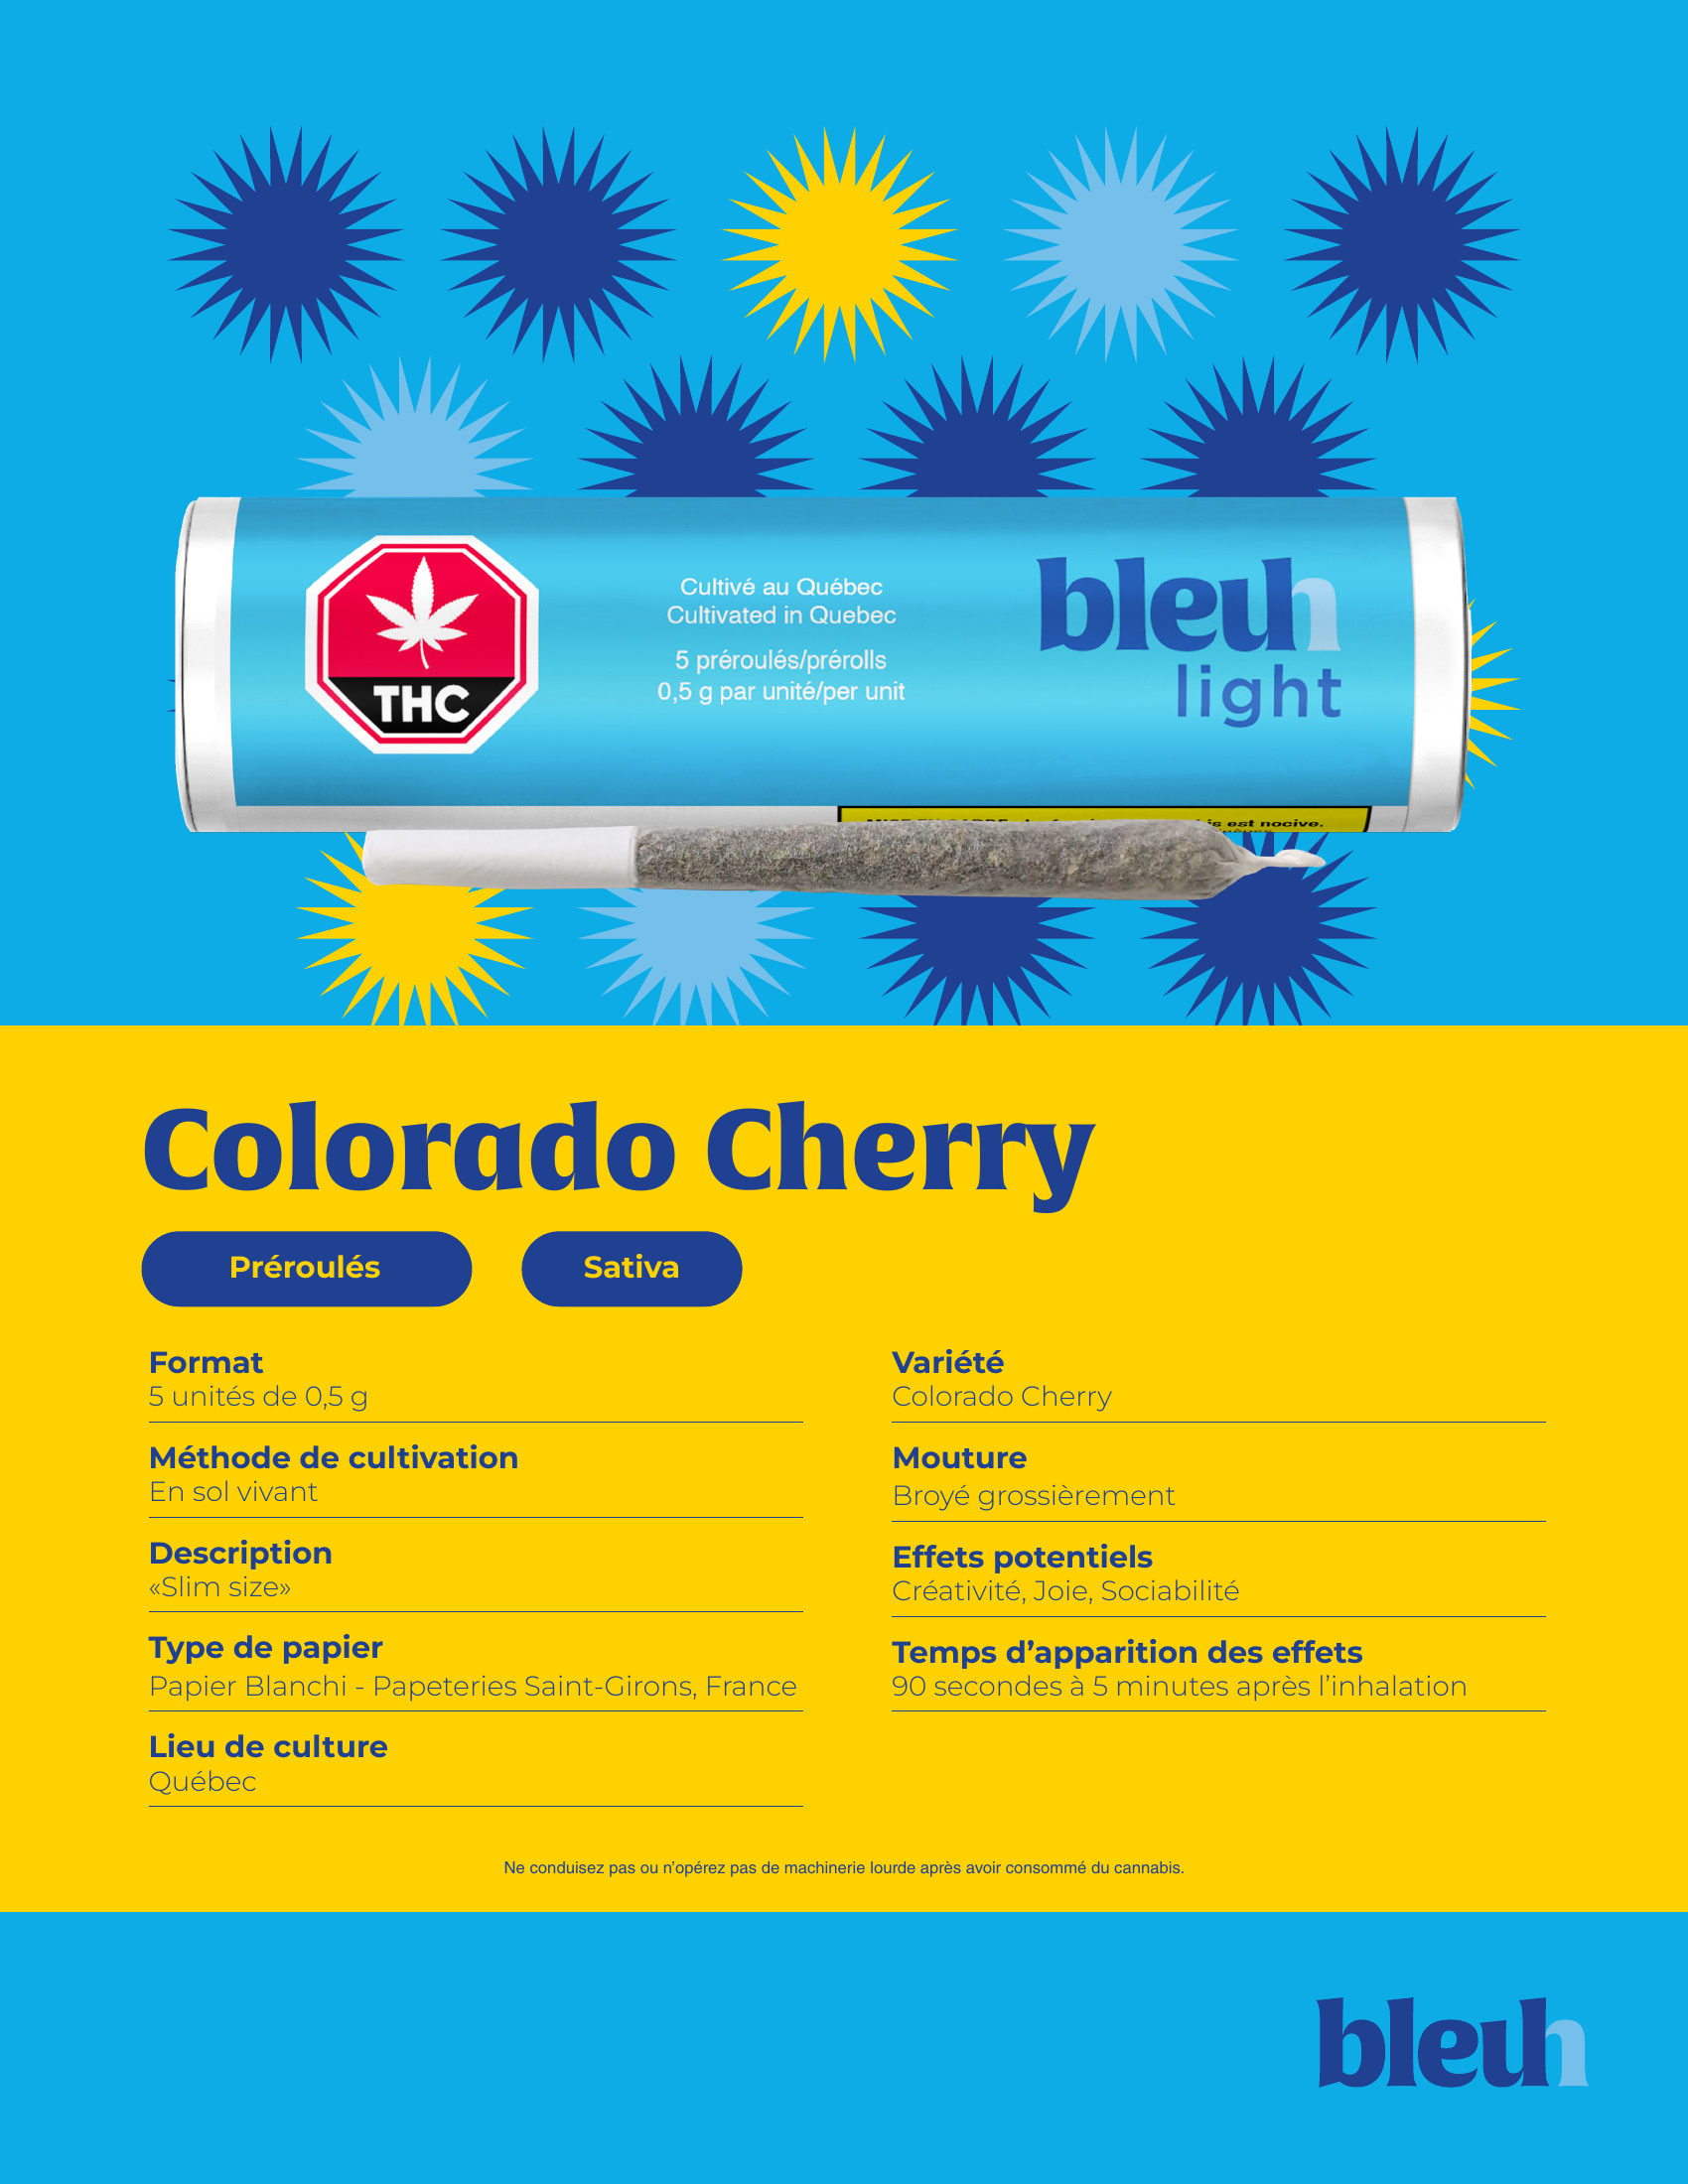 THC
Cultivé au Québec
Cultivated in Quebec
5 préroulés/prérolls
0,5 g par unité/per unit
bleuh
light
is est nocive.
Colorado Cherry
Préroulés
Sativa
Format
5 unités de 0,5 g
Méthode de cultivation
En sol vivant
Description
«Slim size»
Type de papier
Papier Blanchi - Papeteries Saint-Girons, France
Lieu de culture
Québec
Variété
Colorado Cherry
Mouture
Broyé grossièrement
Effets potentiels
Créativité, Joie, Sociabilité
Temps d’apparition des effets
90 secondes à 5 minutes après l’inhalation
Ne conduisez pas ou n’opérez pas de machinerie lourde après avoir consommé du cannabis.
bleuh